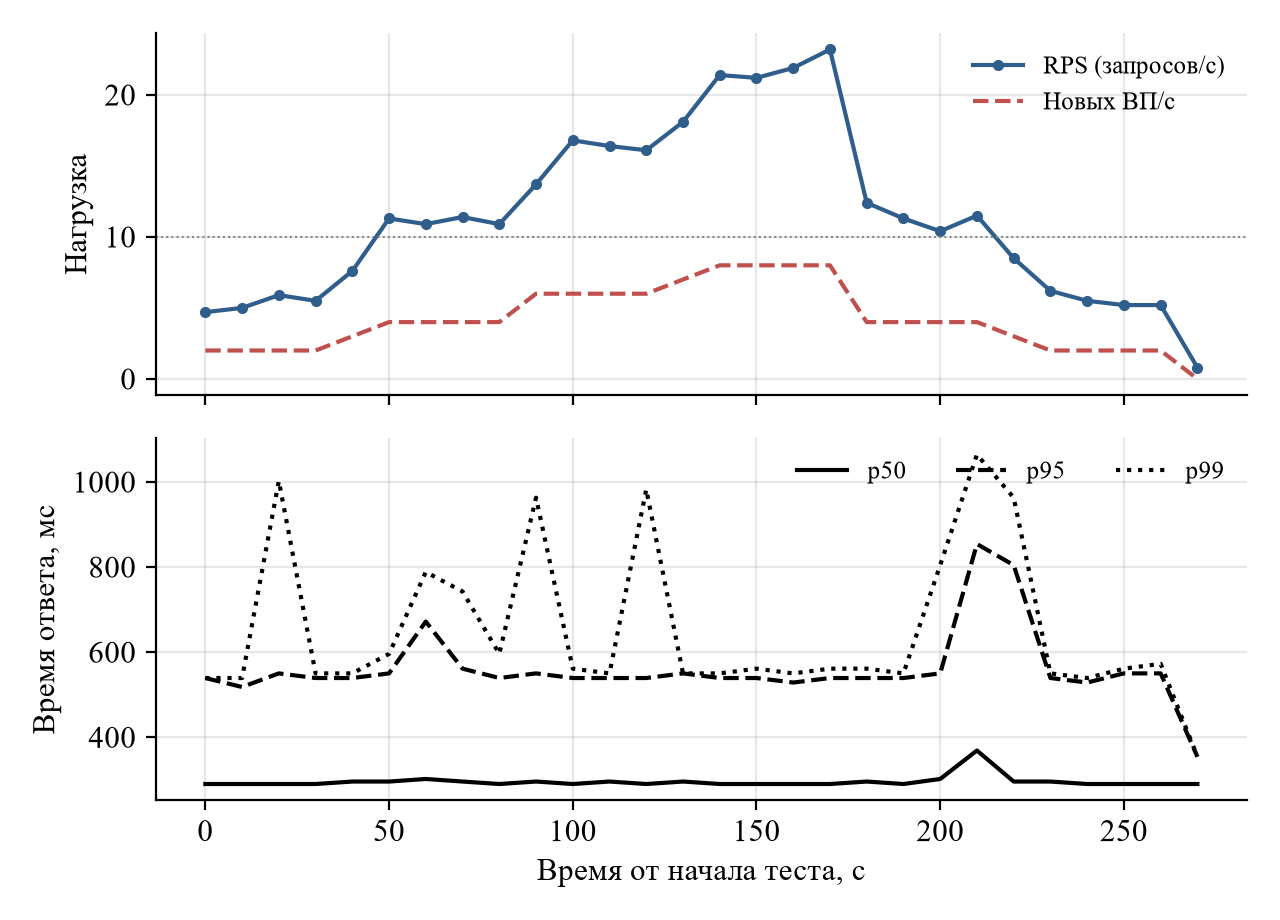 Нагрузка
20
10
0
RPS (запросов/с)
Новых ВП/с
Время ответа, мс
1000
800
600
400
p50 p95 p99
0 50 100 150 200 250
Время от начала теста, с